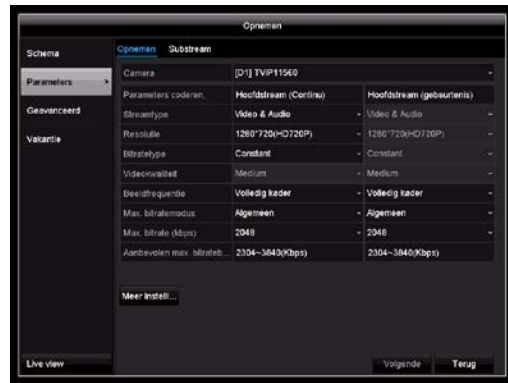 Opnemen
Schema
Parameters
Geavanceerd
Vakantie
Live view
Opnemen Substream
Camera [D1] TVIP11560
Parameters coderen. Hoofdstream (Continu) Hoofdstream (gebeurtenis)
Streamtype Video & Audio Video & Audio
Resolutie 1280*720(HD720P) 1280*720(HD720P)
Bitratetype Constant Constant
Videokwaliteit Medium Medium
Beeldfrequentie Volledig kader Volledig kader
Max. bitratemodus Algemeen Algemeen
Max. bitrate (kbps) 2048 2048
Aanbevolen max. bitrateb... 2304~3840(Kbps) 2304~3840(Kbps)
Meer instelli...
Volgende Terug